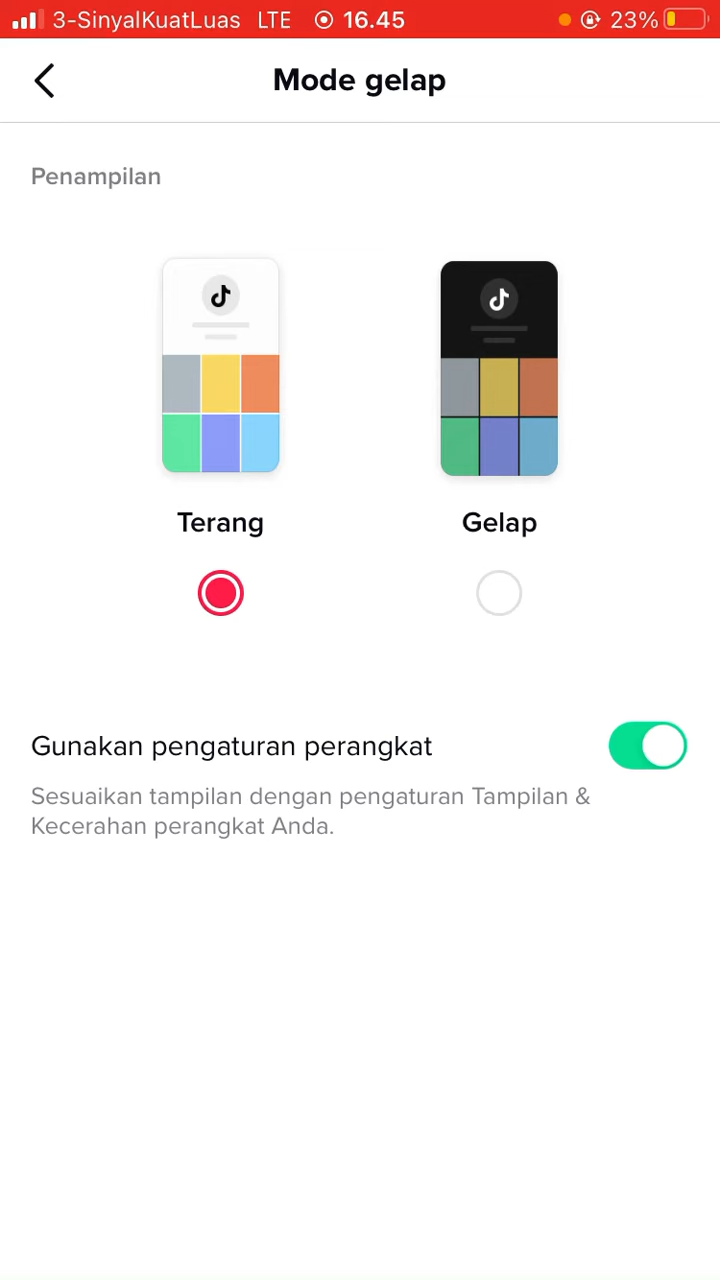 3-SinyalKuatLuas LTE 16.45 23%
Mode gelap
Penampilan
Terang
Gelap
Gunakan pengaturan perangkat
Sesuaikan tampilan dengan pengaturan Tampilan &
Kecerahan perangkat Anda.